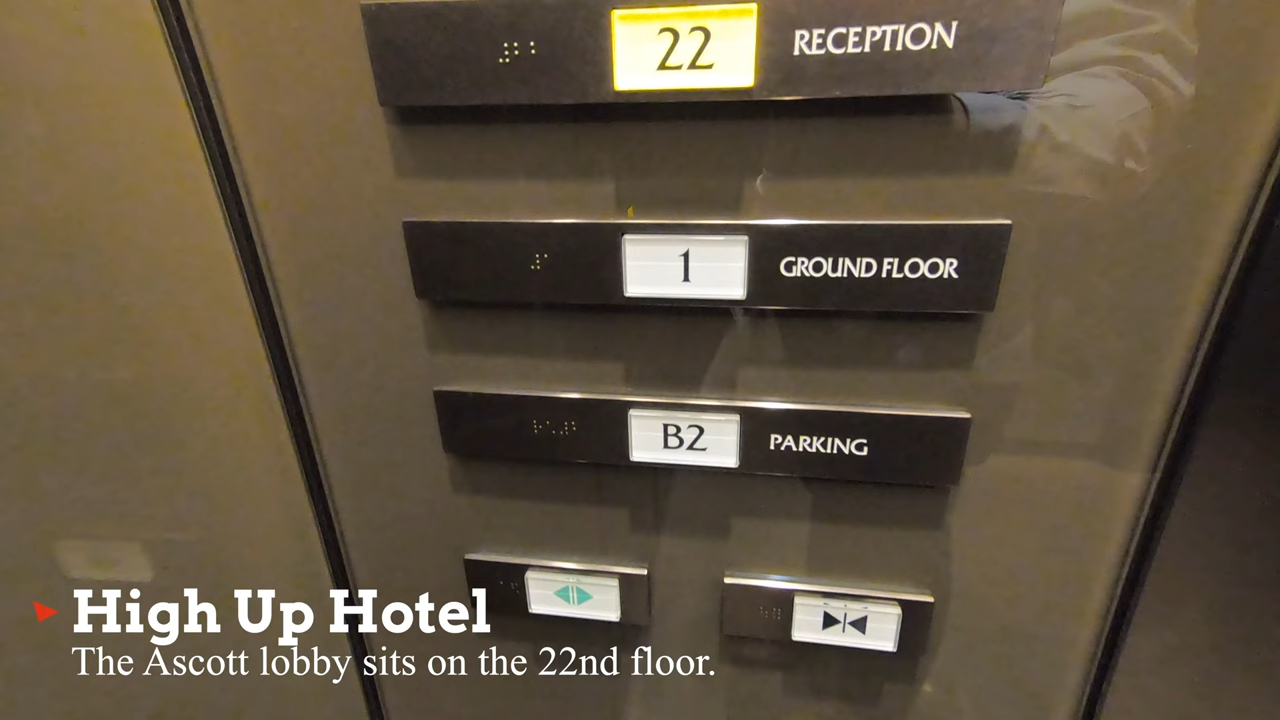 22 RECEPTION
1 GROUND FLOOR
B2 PARKING
High Up Hotel
The Ascott lobby sits on the 22nd floor.